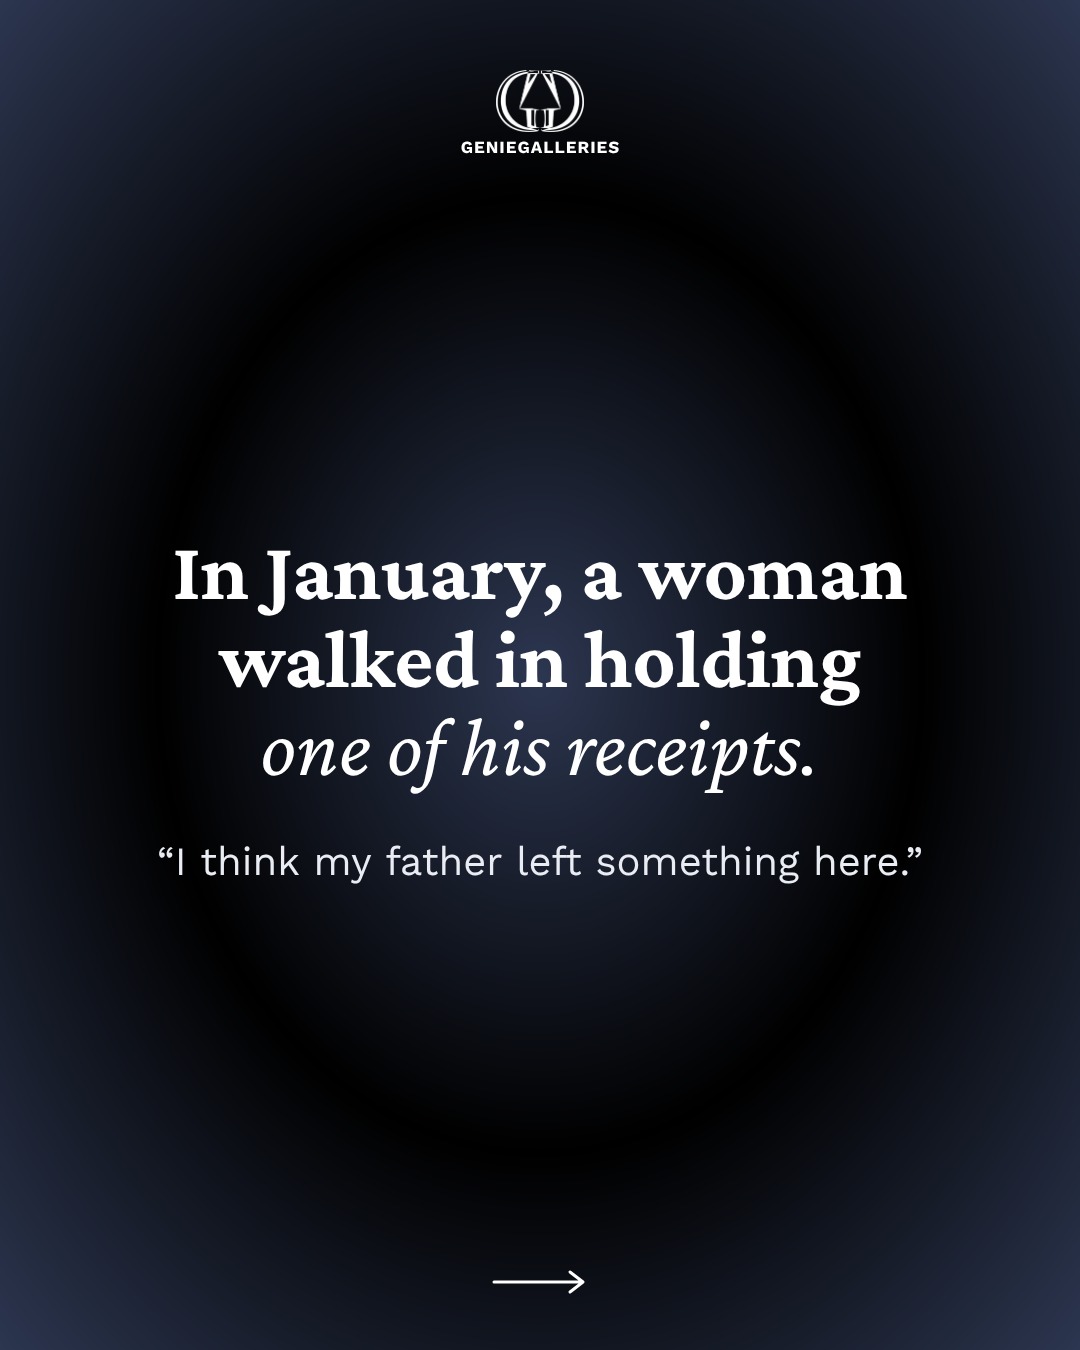 GENIEGALLERIES
In January, a woman
walked in holding
one of his receipts.
“I think my father left something here.”